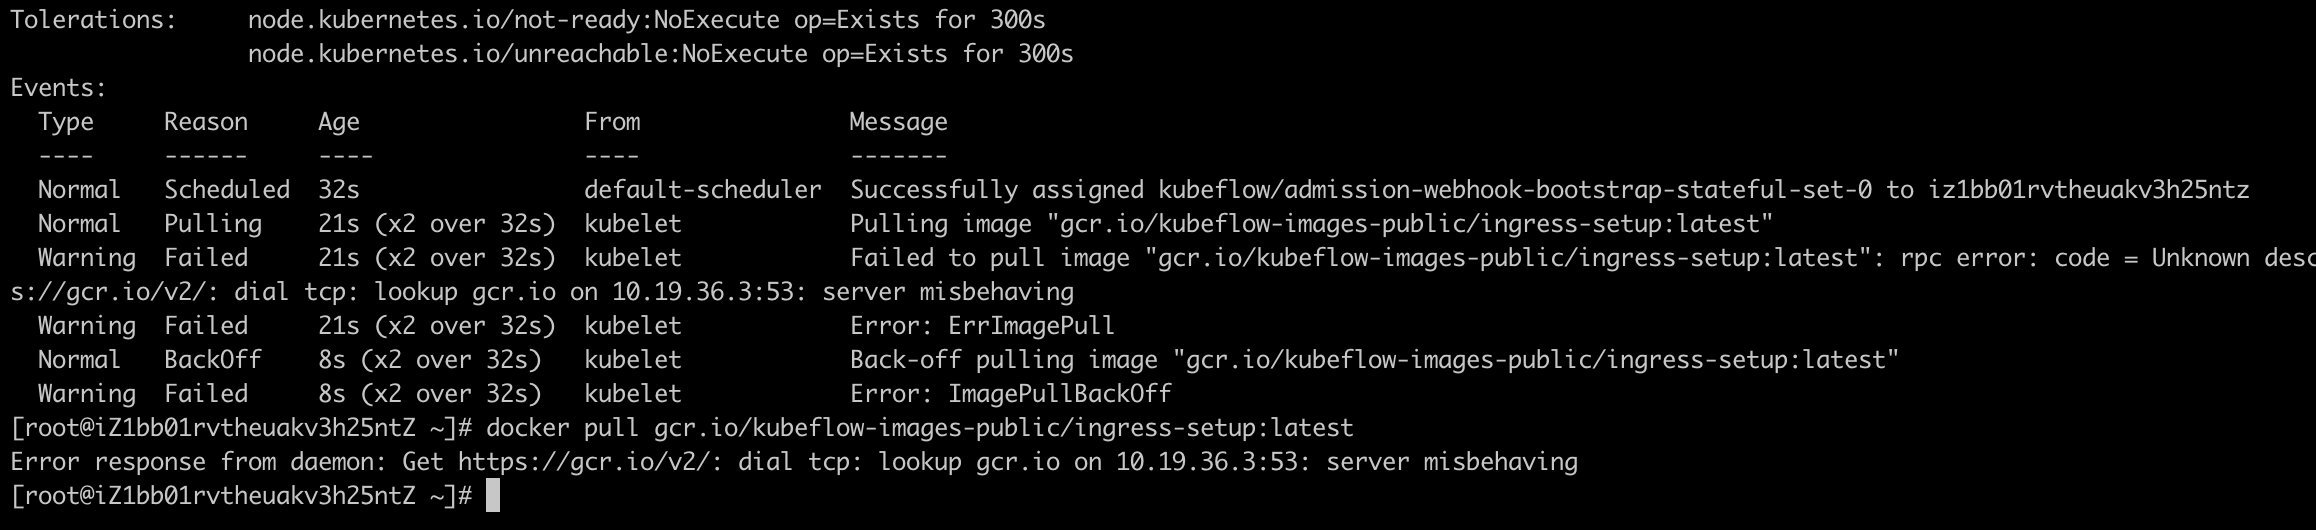 Tolerations:     node.kubernetes.io/not-ready:NoExecute op=Exists for 300s
                 node.kubernetes.io/unreachable:NoExecute op=Exists for 300s
Events:
  Type     Reason     Age                From               Message
  ----     ------     ----               ----               -------
  Normal   Scheduled  32s                default-scheduler  Successfully assigned kubeflow/admission-webhook-bootstrap-stateful-set-0 to iz1bb01rvtheuakv3h25ntz
  Normal   Pulling    21s (x2 over 32s)  kubelet            Pulling image "gcr.io/kubeflow-images-public/ingress-setup:latest"
  Warning  Failed     21s (x2 over 32s)  kubelet            Failed to pull image "gcr.io/kubeflow-images-public/ingress-setup:latest": rpc error: code = Unknown desc
s://gcr.io/v2/: dial tcp: lookup gcr.io on 10.19.36.3:53: server misbehaving
  Warning  Failed     21s (x2 over 32s)  kubelet            Error: ErrImagePull
  Normal   BackOff    8s (x2 over 32s)   kubelet            Back-off pulling image "gcr.io/kubeflow-images-public/ingress-setup:latest"
  Warning  Failed     8s (x2 over 32s)   kubelet            Error: ImagePullBackOff
[root@iZ1bb01rvtheuakv3h25ntZ ~]# docker pull gcr.io/kubeflow-images-public/ingress-setup:latest
Error response from daemon: Get https://gcr.io/v2/: dial tcp: lookup gcr.io on 10.19.36.3:53: server misbehaving
[root@iZ1bb01rvtheuakv3h25ntZ ~]#